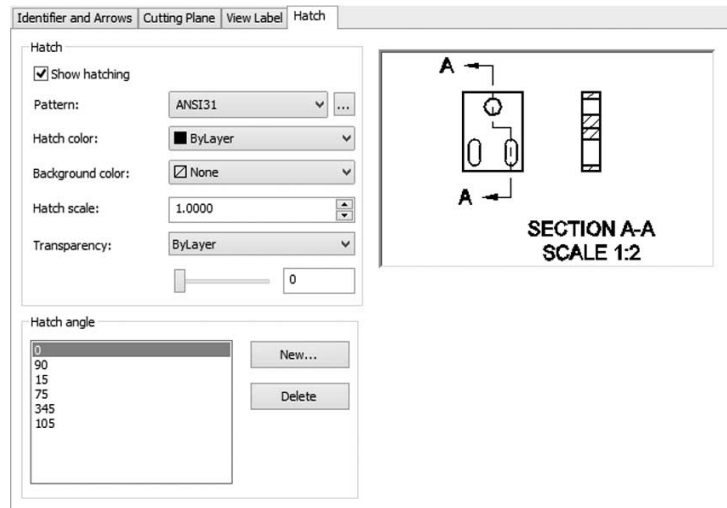 Identifier and Arrows Cutting Plane View Label Hatch
Hatch
Show hatching
Pattern: ANSI31 ...
Hatch color: ByLayer
Background color: None
Hatch scale: 1.0000
Transparency: ByLayer
0
Hatch angle
0
90
15
75
345
105
New...
Delete
A
A
SECTION A-A
SCALE 1:2